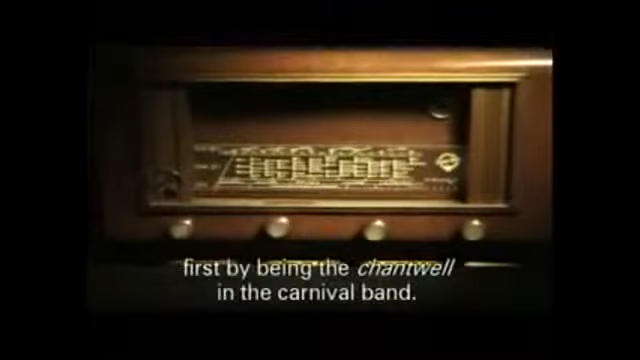 first by being the chantwell
in the carnival band.